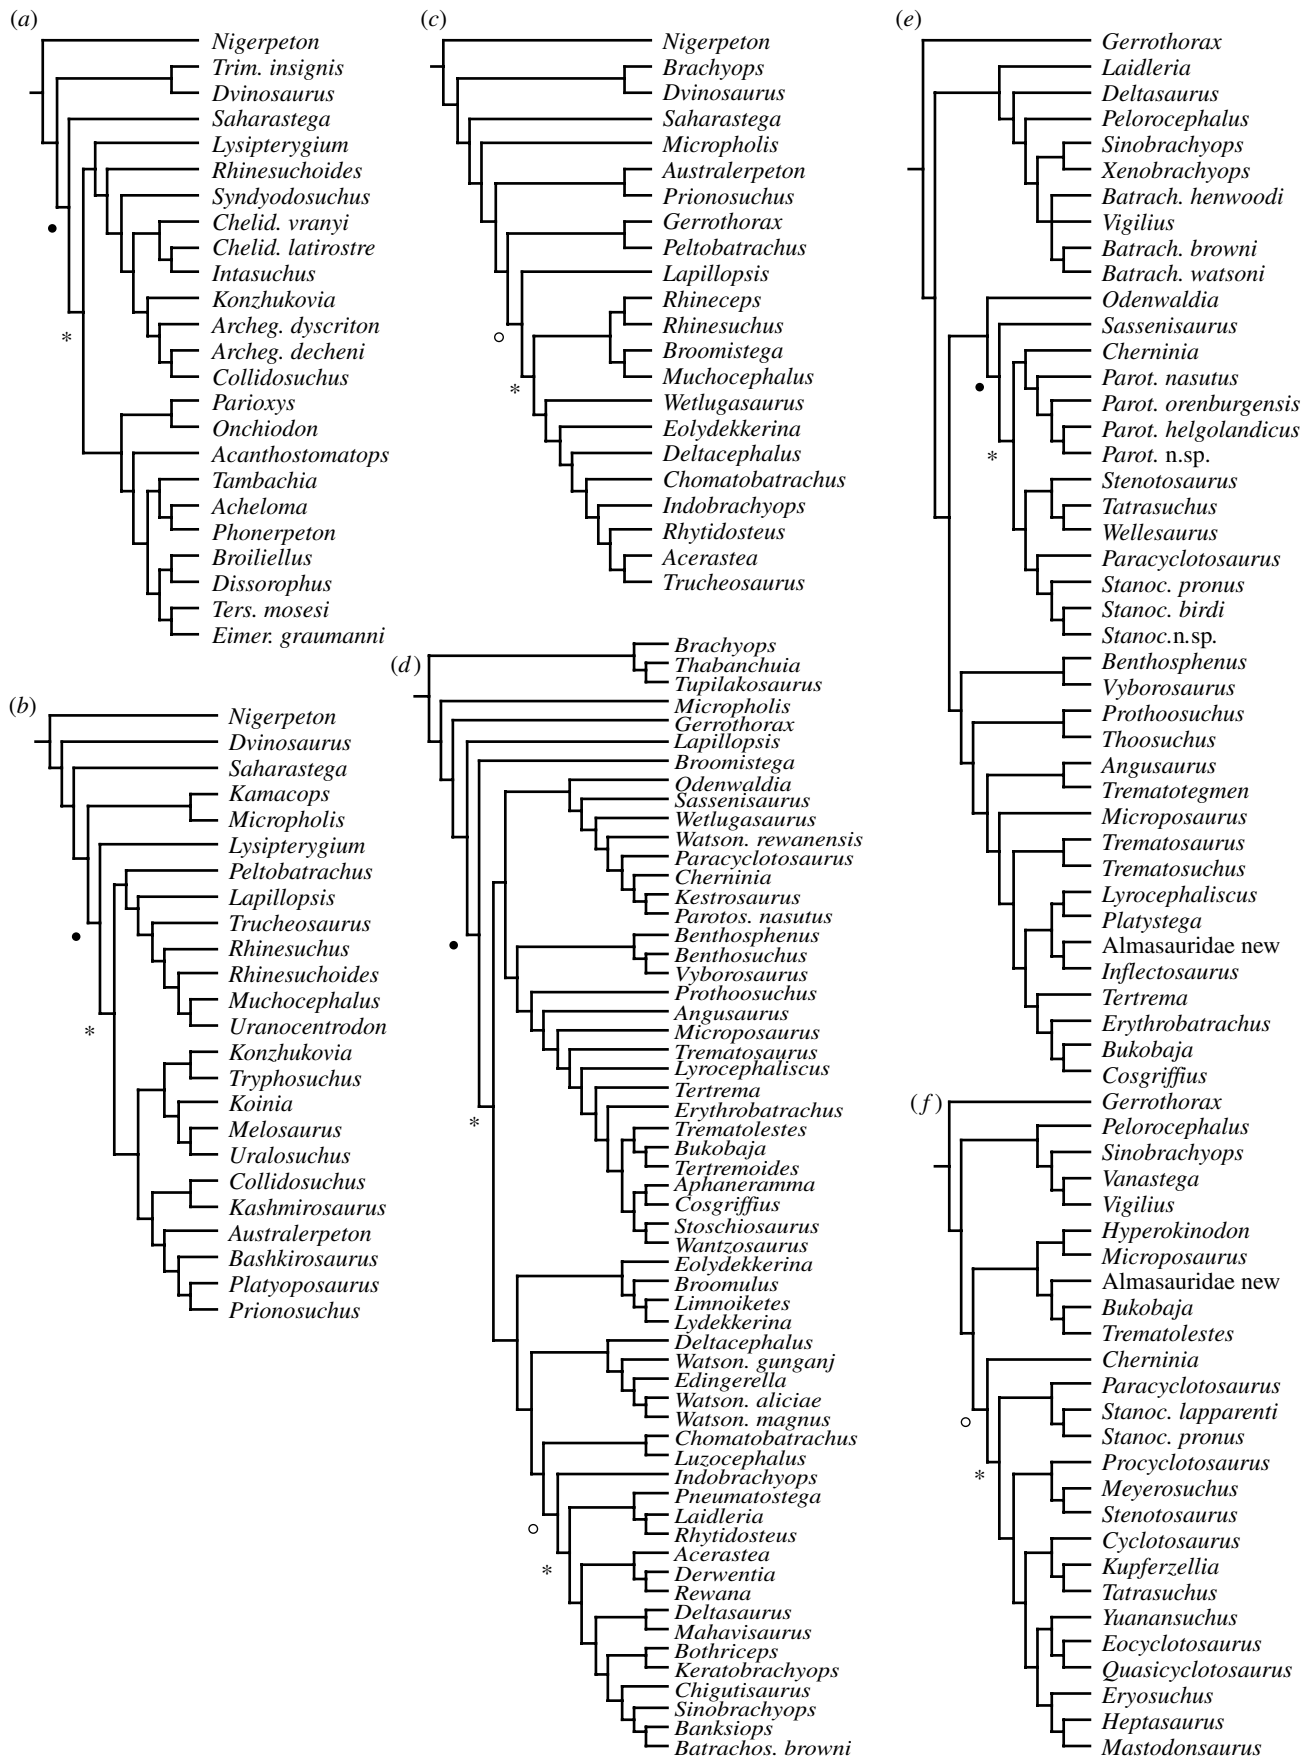 (a)
Nigerpeton
Trim. insignis
Dvinosaurus
Saharastega
Lysipterygium
Rhinesuchoides
Syndyodosuchus
Chelid. vranyi
Chelid. latirostre
Intasuchus
Konzhukovia
Archeg. dyscriton
Archeg. decheni
Collidosuchus
Parioxys
Onchiodon
Acanthostomatops
Tambachia
Acheloma
Phonerpeton
Broiliellus
Dissorophus
Ters. mosesi
Eimer. graumanni
*
(b)
Nigerpeton
Dvinosaurus
Saharastega
Kamacops
Micropholis
Lysipterygium
Peltobatrachus
Lapillopsis
Trucheosaurus
Rhinesuchus
Rhinesuchoides
Muchocephalus
Uranocentrodon
Konzhukovia
Tryphosuchus
Koinia
Melosaurus
Uralosuchus
Collidosuchus
Kashmirosaurus
Australerpeton
Bashkirosaurus
Platyoposaurus
Prionosuchus
*
(c)
Nigerpeton
Brachyops
Dvinosaurus
Saharastega
Micropholis
Australerpeton
Prionosuchus
Gerrothorax
Peltobatrachus
Lapillopsis
Rhineceps
Rhinesuchus
Broomistega
Muchocephalus
Wetlugasaurus
Eolydekkerina
Deltacephalus
Chomatobatrachus
Indobrachyops
Rhytidosteus
Acerastea
Trucheosaurus
*
(d)
Brachyops
Thabanchuia
Tupilakosaurus
Micropholis
Gerrothorax
Lapillopsis
Broomistega
Odenwaldia
Sassenisaurus
Wetlugasaurus
Watson. rewanensis
Paracyclotosaurus
Cherninia
Kestrosaurus
Parotos. nasutus
Benthosphenus
Benthosuchus
Vyborosaurus
Prothoosuchus
Angusaurus
Microposaurus
Trematosaurus
Lyrocephaliscus
Tertrema
Erythrobatrachus
Trematolestes
Bukobaja
Tertremoides
Aphaneramma
Cosgriffius
Stoschiosaurus
Wantzosaurus
Eolydekkerina
Broomulus
Limnoiketes
Lydekkerina
Deltacephalus
Watson. gunganj
Edingerella
Watson. aliciae
Watson. magnus
Chomatobatrachus
Luzocephalus
Indobrachyops
Pneumatostega
Laidleria
Rhytidosteus
Acerastea
Derwentia
Rewana
Deltasaurus
Mahavisaurus
Bothriceps
Keratobrachyops
Chigutisaurus
Sinobrachyops
Banksiops
Batrachos. browni
*
*
(e)
Gerrothorax
Laidleria
Deltasaurus
Pelorocephalus
Sinobrachyops
Xenobrachyops
Batrach. henwoodi
Vigilius
Batrach. browni
Batrach. watsoni
Odenwaldia
Sassenisaurus
Cherninia
Parot. nasutus
Parot. orenburgensis
Parot. helgolandicus
Parot. n.sp.
Stenotosaurus
Tatrasuchus
Wellesaurus
Paracyclotosaurus
Stanoc. pronus
Stanoc. birdi
Stanoc.n.sp.
Benthosphenus
Vyborosaurus
Prothoosuchus
Thoosuchus
Angusaurus
Trematotegmen
Microposaurus
Trematosaurus
Trematosuchus
Lyrocephaliscus
Platystega
Almasauridae new
Inflectosaurus
Tertrema
Erythrobatrachus
Bukobaja
Cosgriffius
*
(f)
Gerrothorax
Pelorocephalus
Sinobrachyops
Vanastega
Vigilius
Hyperokinodon
Microposaurus
Almasauridae new
Bukobaja
Trematolestes
Cherninia
Paracyclotosaurus
Stanoc. lapparenti
Stanoc. pronus
Procyclotosaurus
Meyerosuchus
Stenotosaurus
Cyclotosaurus
Kupferzellia
Tatrasuchus
Yuanansuchus
Eocyclotosaurus
Quasicyclotosaurus
Eryosuchus
Heptasaurus
Mastodonsaurus
*